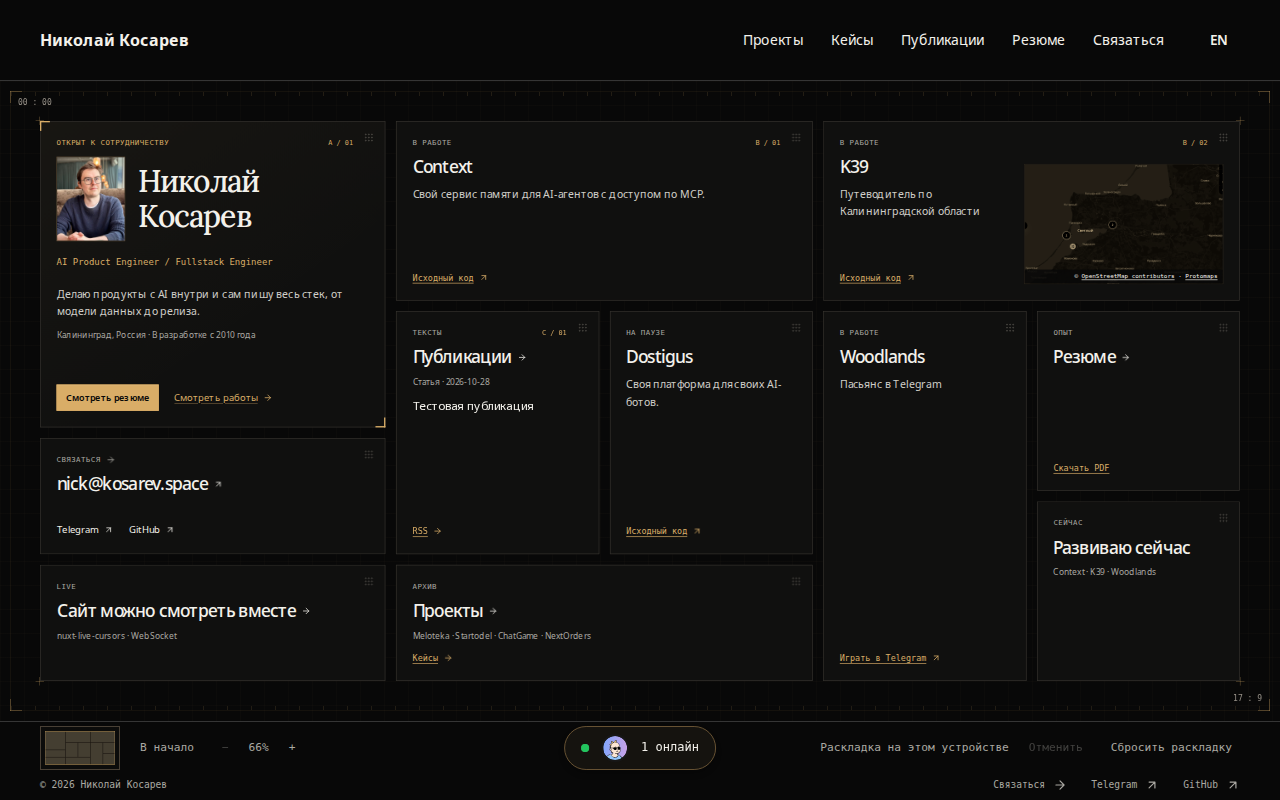 Николай Косарев
Проекты
Кейсы
Публикации
Резюме
Связаться
EN
00 : 00
ОТКРЫТ К СОТРУДНИЧЕСТВУ
A / 01
Николай
Косарев
AI Product Engineer / Fullstack Engineer
Делаю продукты с AI внутри и сам пишу весь стек, от
модели данных до релиза.
Калининград, Россия · В разработке с 2010 года
Смотреть резюме
Смотреть работы
В РАБОТЕ
B / 01
Context
Свой сервис памяти для AI-агентов с доступом по MCP.
Исходный код
В РАБОТЕ
B / 02
K39
Путеводитель по
Калининградской области
Исходный код
© OpenStreetMap contributors · Protomaps
ТЕКСТЫ
C / 01
Публикации
Статья · 2026-10-28
Тестовая публикация
RSS
НА ПАУЗЕ
Dostigus
Своя платформа для своих AI-
ботов.
Исходный код
В РАБОТЕ
Woodlands
Пасьянс в Telegram
Играть в Telegram
ОПЫТ
Резюме
Скачать PDF
СВЯЗАТЬСЯ
nick@kosarev.space
Telegram
GitHub
СЕЙЧАС
Развиваю сейчас
Context · K39 · Woodlands
LIVE
Сайт можно смотреть вместе
nuxt-live-cursors · WebSocket
АРХИВ
Проекты
Meloteka · Startodel · ChatGame · NextOrders
Кейсы
17 : 9
В начало
−
66%
+
1 онлайн
Раскладка на этом устройстве
Отменить
Сбросить раскладку
© 2026 Николай Косарев
Связаться
Telegram
GitHub